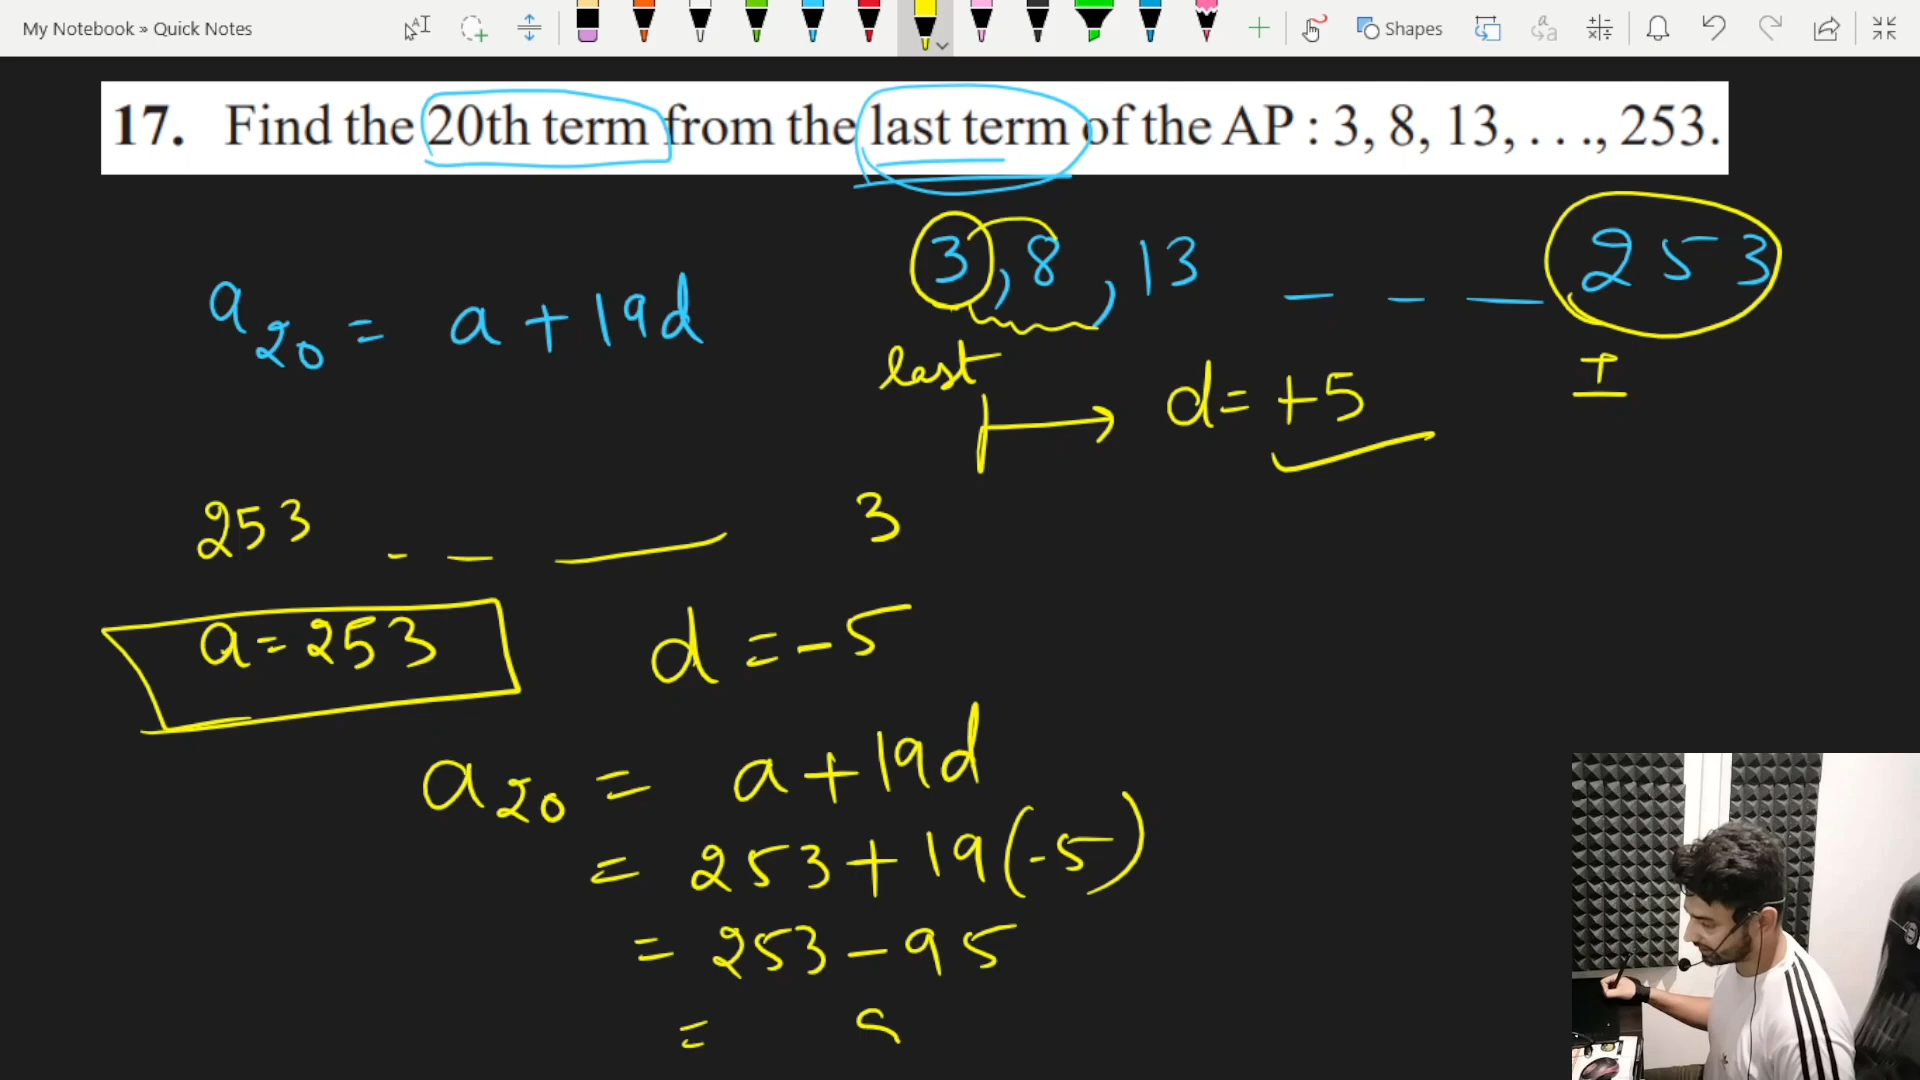 My Notebook » Quick Notes
Shapes
17. Find the 20th term from the last term of the AP : 3, 8, 13, . . ., 253.
3, 8, 13 _ _ _ 253
a20 = a + 19d
last
I
d = +5
253 - - — 3
a = 253
d = -5
a20 = a + 19d
= 253 + 19(-5)
= 253 - 95
=